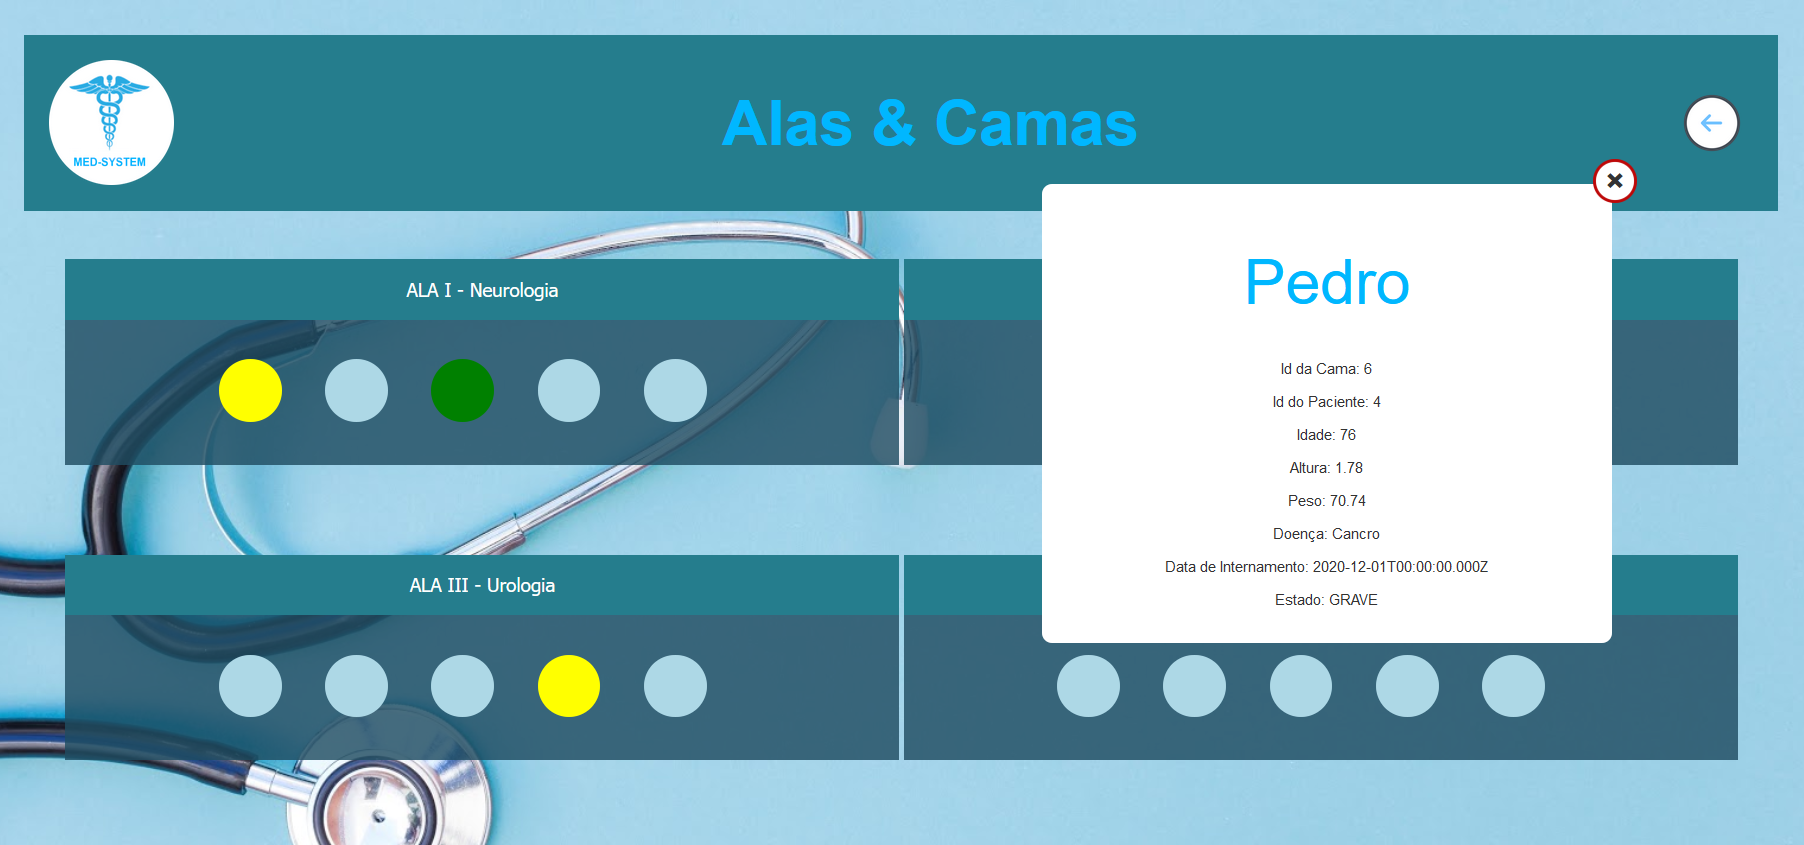 MED-SYSTEM
Alas & Camas
ALA I - Neurologia
Pedro
Id da Cama: 6
Id do Paciente: 4
Idade: 76
Altura: 1.78
Peso: 70.74
Doença: Cancro
Data de Internamento: 2020-12-01T00:00:00.000Z
Estado: GRAVE
ALA III - Urologia